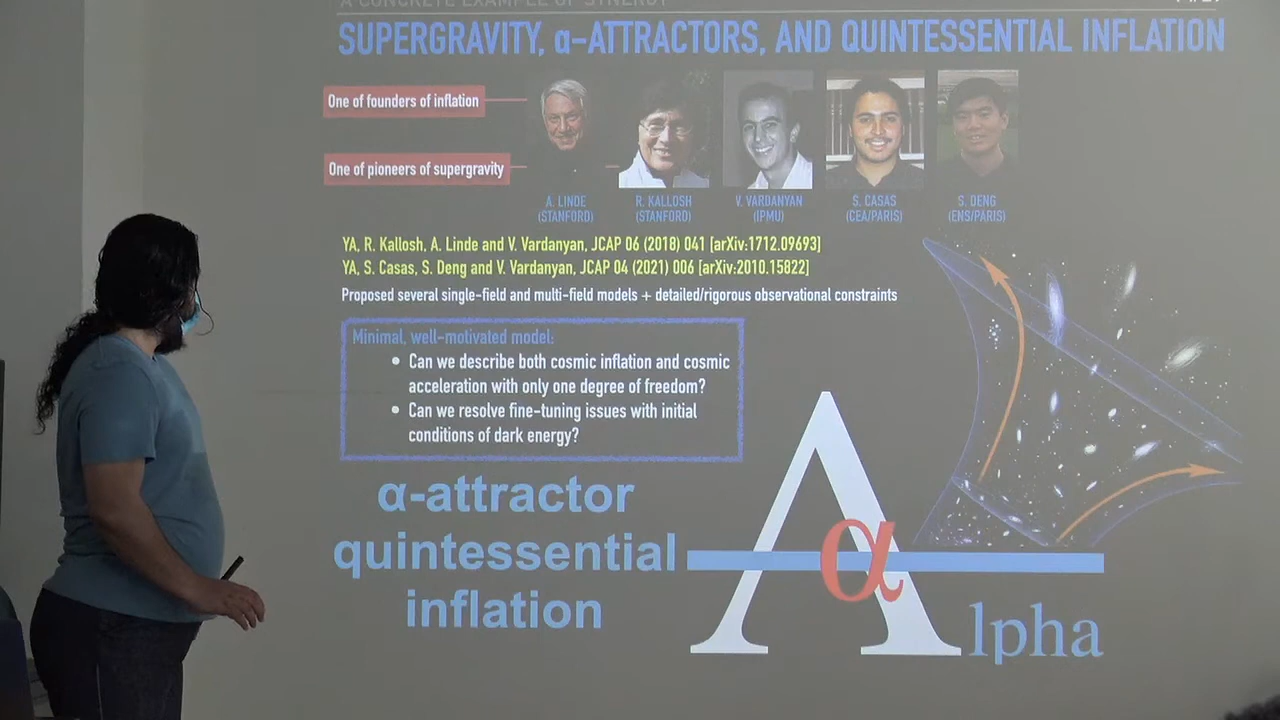 A CONCRETE EXAMPLE OF SYNERGY
SUPERGRAVITY, α-ATTRACTORS, AND QUINTESSENTIAL INFLATION
One of founders of inflation
One of pioneers of supergravity
A. LINDE
(STANFORD)
R. KALLOSH
(STANFORD)
V. VARDANYAN
(IPMU)
S. CASAS
(CEA/PARIS)
S. DENG
(ENS/PARIS)
YA, R. Kallosh, A. Linde and V. Vardanyan, JCAP 06 (2018) 041 [arXiv:1712.09693]
YA, S. Casas, S. Deng and V. Vardanyan, JCAP 04 (2021) 006 [arXiv:2010.15822]
Proposed several single-field and multi-field models + detailed/rigorous observational constraints
Minimal, well-motivated model:
• Can we describe both cosmic inflation and cosmic
acceleration with only one degree of freedom?
• Can we resolve fine-tuning issues with initial
conditions of dark energy?
α-attractor
quintessential
inflation
α
Alpha